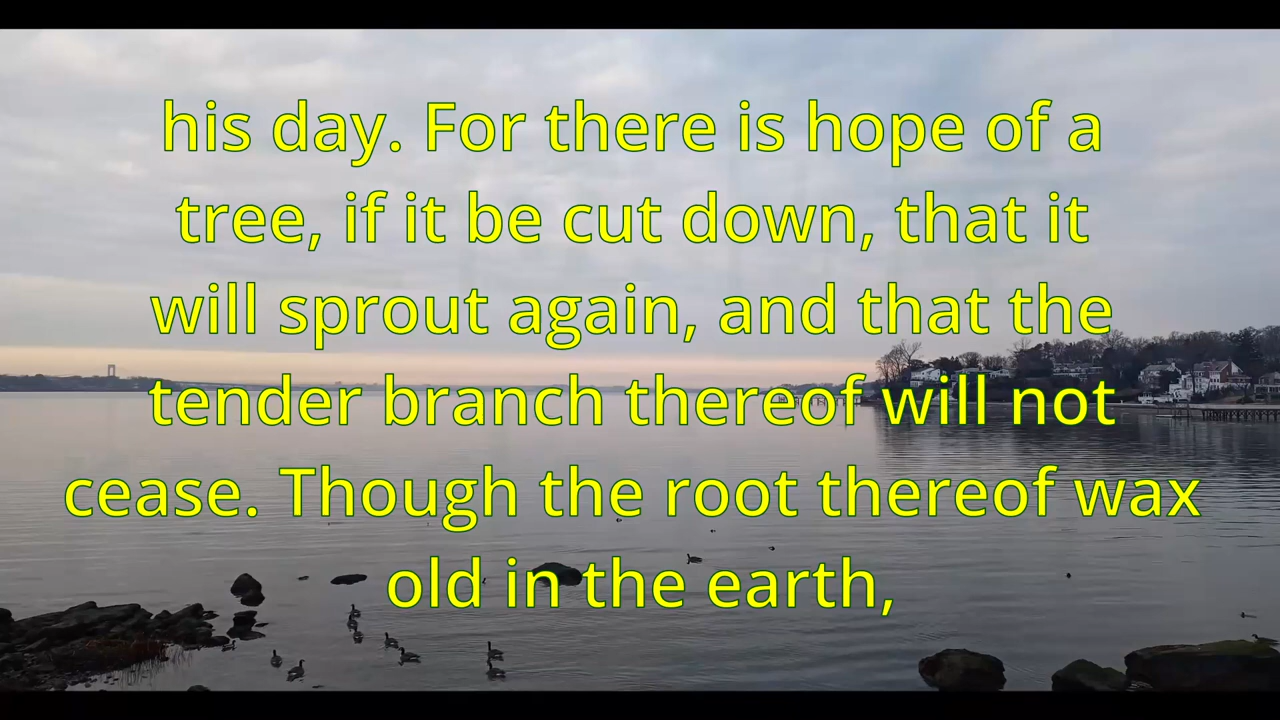 his day. For there is hope of a
tree, if it be cut down, that it
will sprout again, and that the
tender branch thereof will not
cease. Though the root thereof wax
old in the earth,